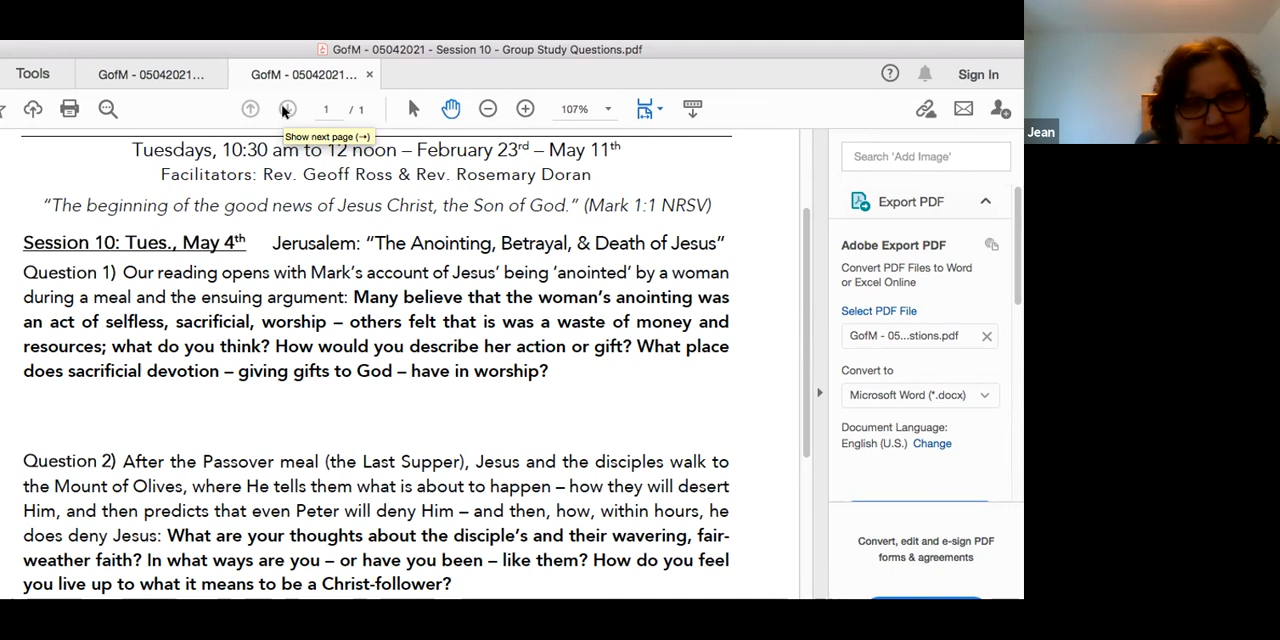 GofM - 05042021 - Session 10 - Group Study Questions.pdf
Tools
GofM - 05042021...
GofM - 05042021... ×
Sign In
1 / 1
107%
Show next page (→)
Tuesdays, 10:30 am to 12 noon – February 23rd – May 11th
Facilitators: Rev. Geoff Ross & Rev. Rosemary Doran
“The beginning of the good news of Jesus Christ, the Son of God.” (Mark 1:1 NRSV)
Session 10: Tues., May 4th Jerusalem: “The Anointing, Betrayal, & Death of Jesus”
Question 1) Our reading opens with Mark’s account of Jesus’ being ‘anointed’ by a woman
during a meal and the ensuing argument: Many believe that the woman’s anointing was
an act of selfless, sacrificial, worship – others felt that is was a waste of money and
resources; what do you think? How would you describe her action or gift? What place
does sacrificial devotion – giving gifts to God – have in worship?
Question 2) After the Passover meal (the Last Supper), Jesus and the disciples walk to
the Mount of Olives, where He tells them what is about to happen – how they will desert
Him, and then predicts that even Peter will deny Him – and then, how, within hours, he
does deny Jesus: What are your thoughts about the disciple’s and their wavering, fair-
weather faith? In what ways are you – or have you been – like them? How do you feel
you live up to what it means to be a Christ-follower?
Search 'Add Image'
Export PDF
Adobe Export PDF
Convert PDF Files to Word
or Excel Online
Select PDF File
GofM - 05...stions.pdf
Convert to
Microsoft Word (*.docx)
Document Language:
English (U.S.) Change
Convert, edit and e-sign PDF
forms & agreements
Jean